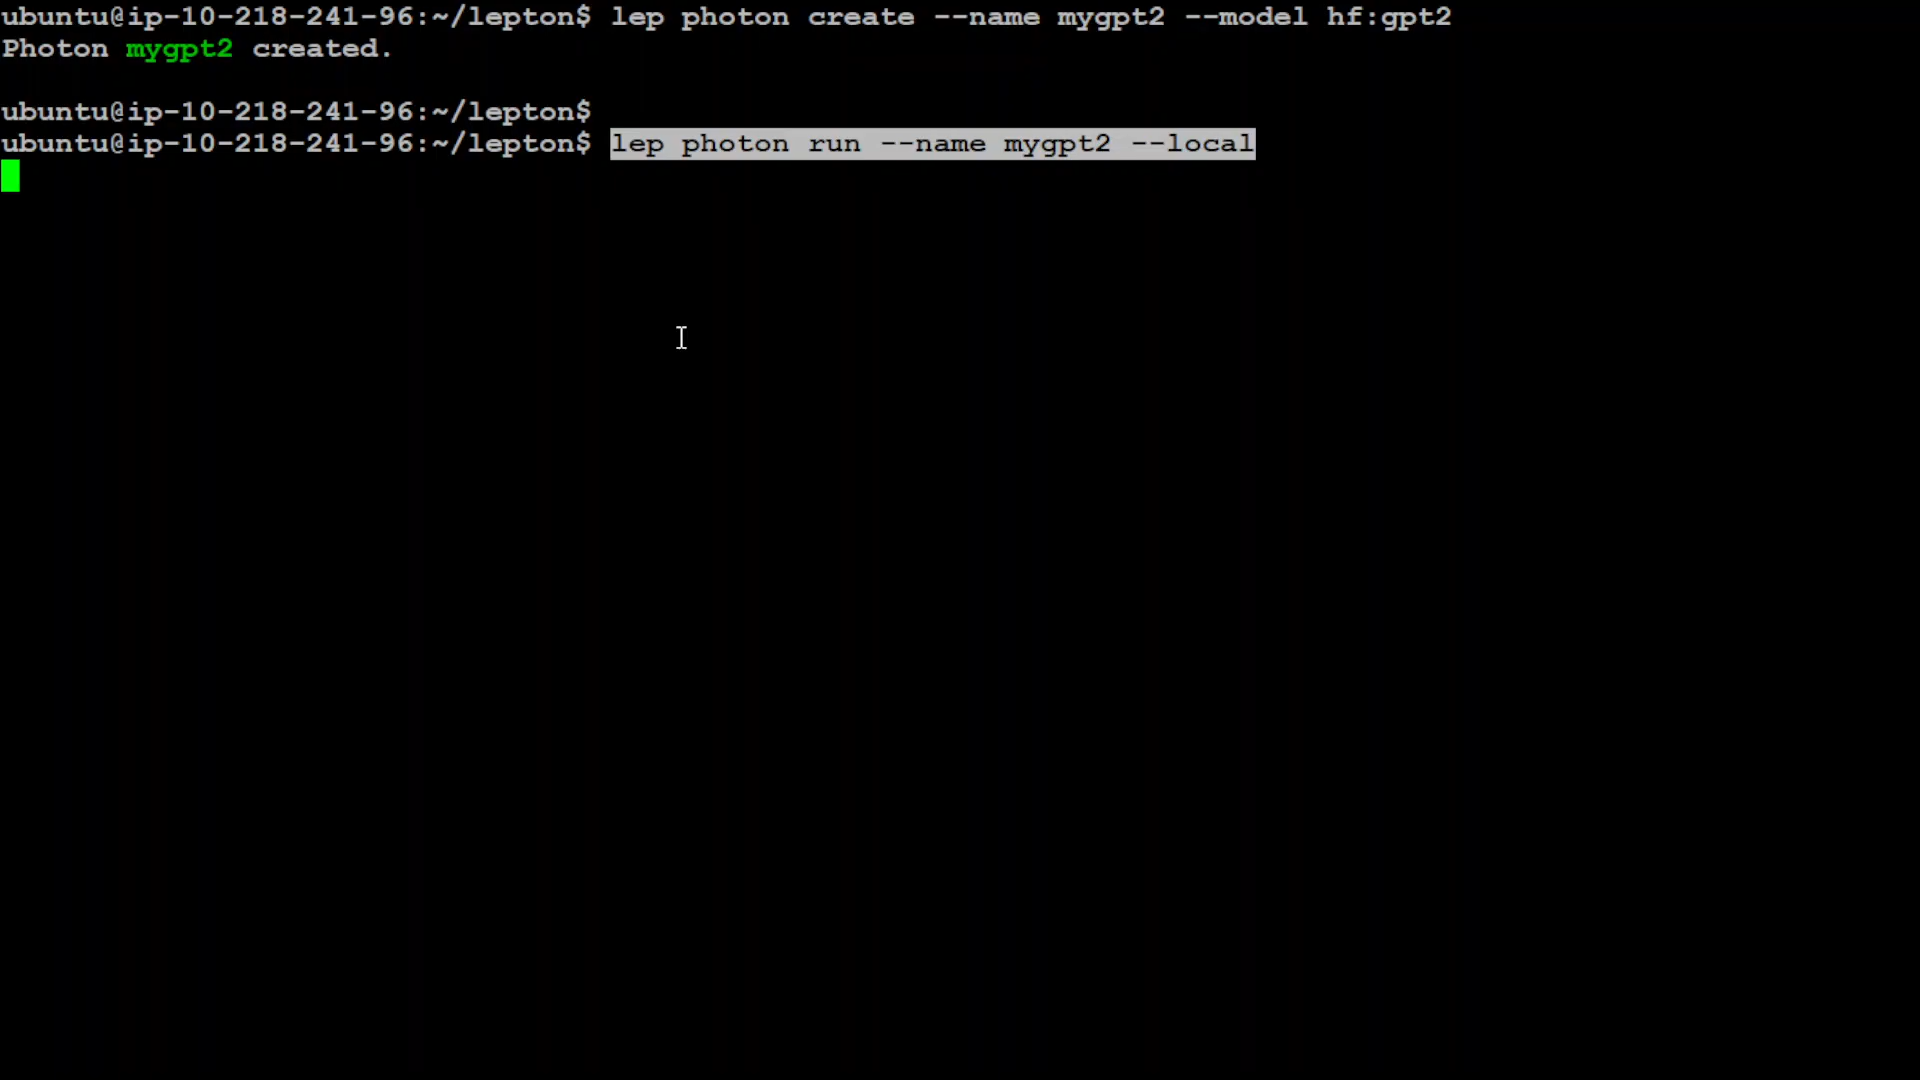 ubuntu@ip-10-218-241-96:~/lepton$ lep photon create --name mygpt2 --model hf:gpt2
Photon mygpt2 created.
ubuntu@ip-10-218-241-96:~/lepton$
ubuntu@ip-10-218-241-96:~/lepton$ lep photon run --name mygpt2 --local